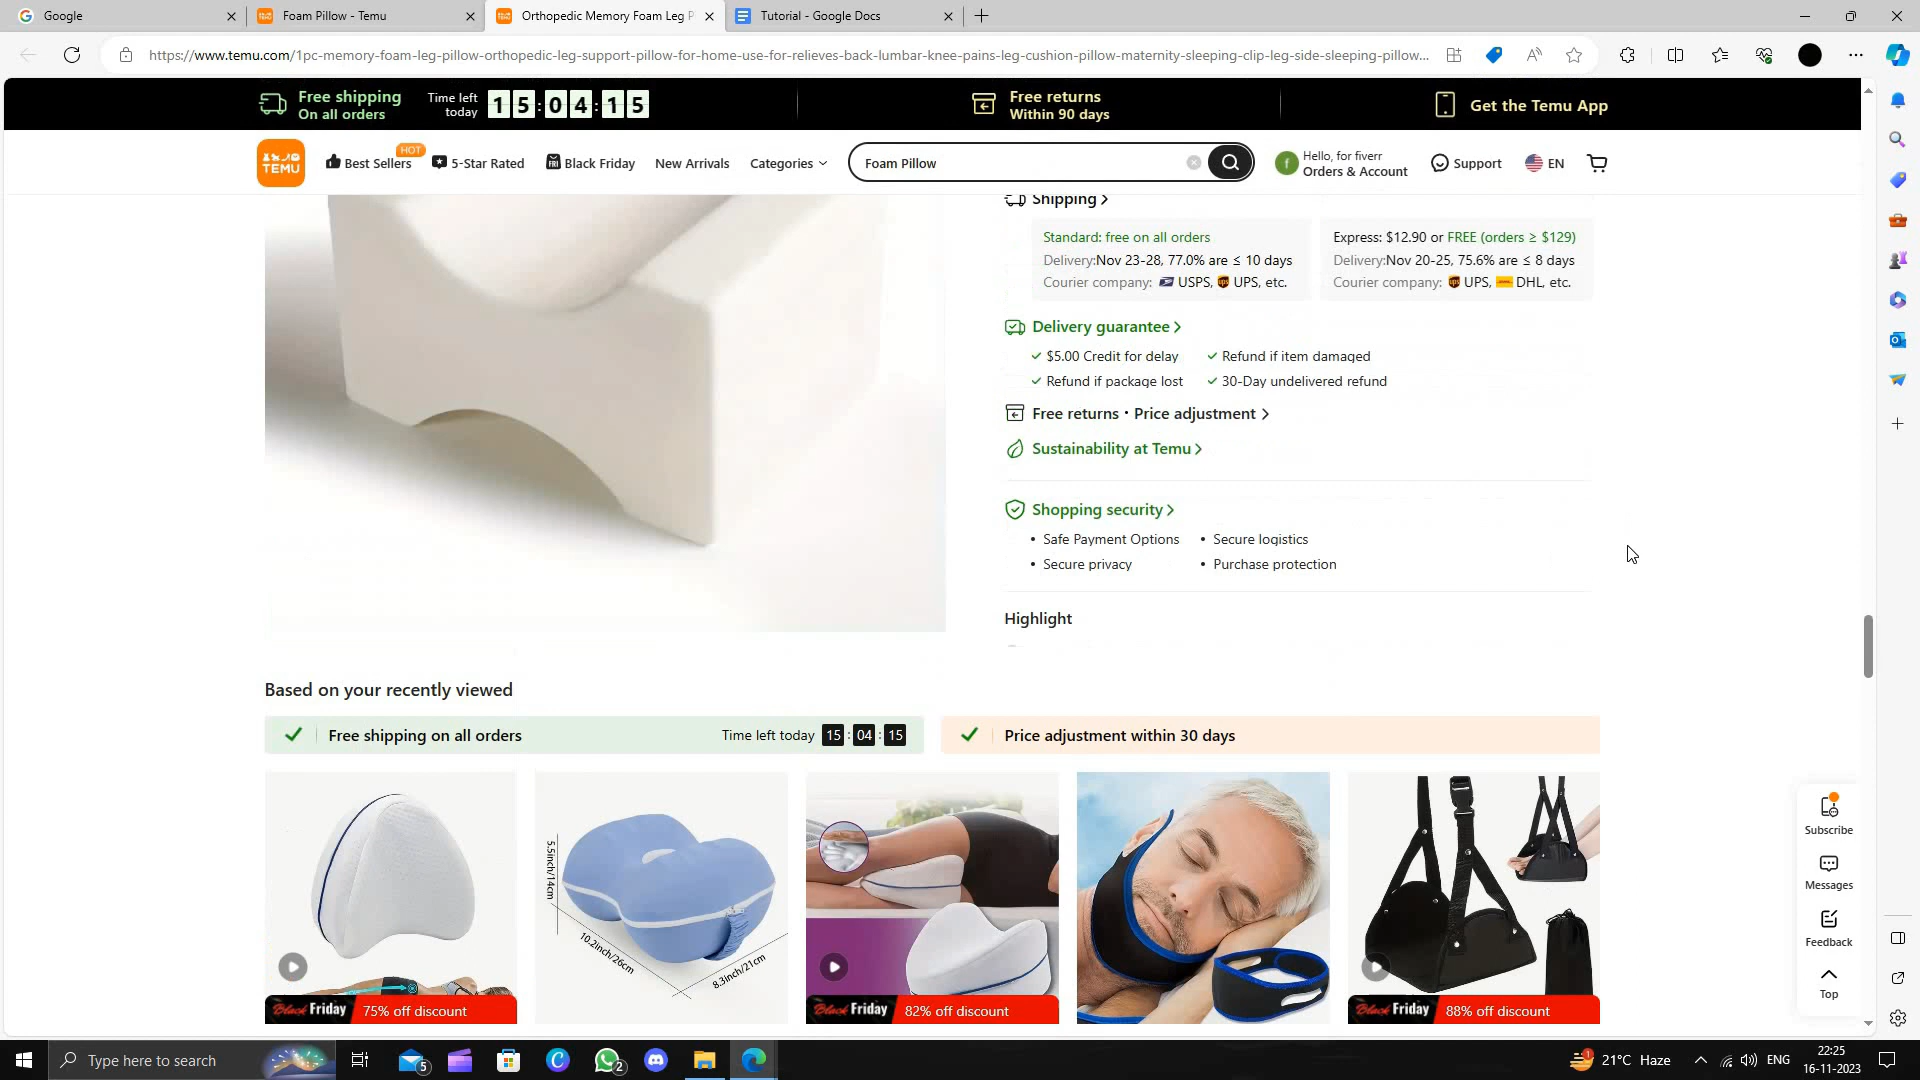 Google
Foam Pillow - Temu
Orthopedic Memory Foam Leg P
Tutorial - Google Docs
https://www.temu.com/1pc-memory-foam-leg-pillow-orthopedic-leg-support-pillow-for-home-use-for-relieves-back-lumbar-knee-pains-leg-cushion-pillow-maternity-sleeping-clip-leg-side-sleeping-pillow...
Free shipping
On all orders
Time left
today
15:04:15
Free returns
Within 90 days
Get the Temu App
TEMU
Best Sellers
HOT
5-Star Rated
Black Friday
New Arrivals
Categories
Foam Pillow
f
Hello, for fiverr
Orders & Account
Support
EN
Shipping
Standard: free on all orders
Delivery:Nov 23-28, 77.0% are ≤ 10 days
Courier company: USPS, UPS, etc.
Express: $12.90 or FREE (orders ≥ $129)
Delivery:Nov 20-25, 75.6% are ≤ 8 days
Courier company: UPS, DHL, etc.
Delivery guarantee
$5.00 Credit for delay
Refund if item damaged
Refund if package lost
30-Day undelivered refund
Free returns · Price adjustment
Sustainability at Temu
Shopping security
• Safe Payment Options
• Secure logistics
• Secure privacy
• Purchase protection
Highlight
Based on your recently viewed
Free shipping on all orders
Time left today 15 : 04 : 15
Price adjustment within 30 days
5.5inch/14cm
10.2inch/26cm
8.3inch/21cm
Black Friday 75% off discount
Black Friday 82% off discount
Black Friday 88% off discount
Subscribe
Messages
Feedback
Top
Type here to search
5
2
1
21°C Haze
ENG
22:25
16-11-2023